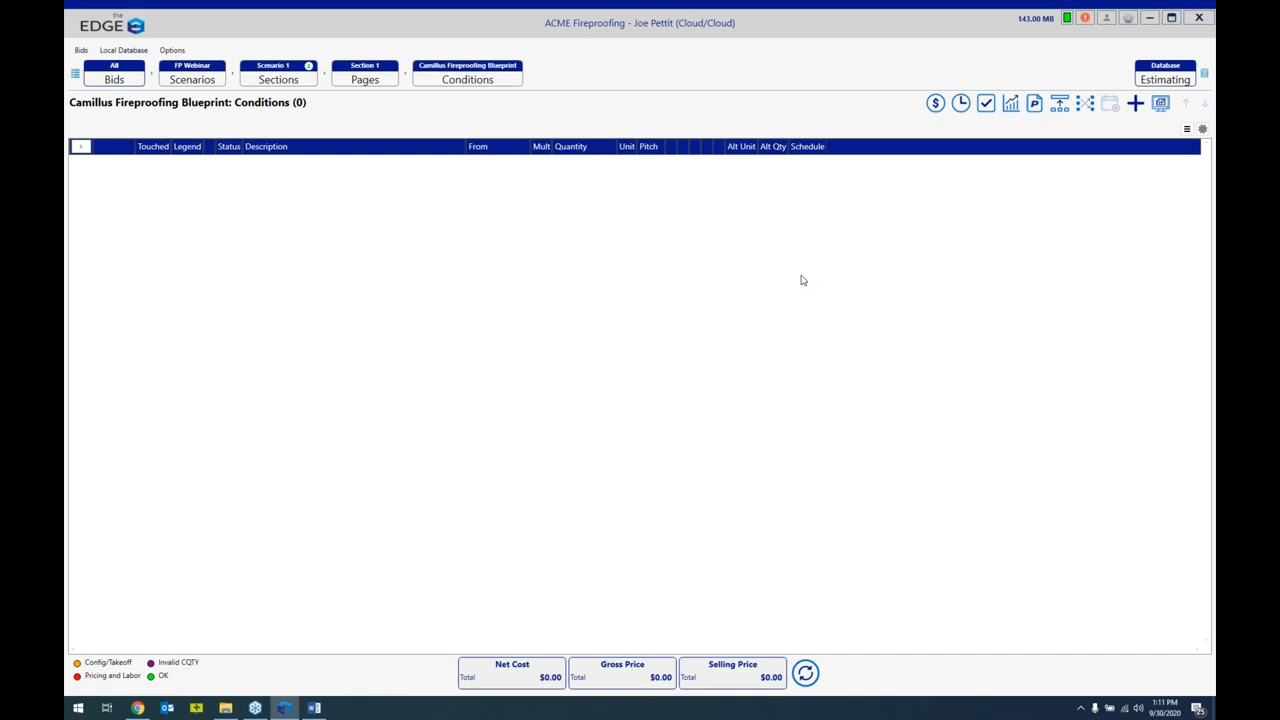 the
EDGE
ACME Fireproofing - Joe Pettit (Cloud/Cloud)
143.00 MB
Bids Local Database Options
All
Bids
FP Webinar
Scenarios
Scenario 1
Sections
Section 1
Pages
Camillus Fireproofing Blueprint
Conditions
Database
Estimating
Camillus Fireproofing Blueprint: Conditions (0)
Touched Legend Status Description From Mult Quantity Unit Pitch Alt Unit Alt Qty Schedule
Config/Takeoff Invalid CQTY
Pricing and Labor OK
Net Cost
Total $0.00
Gross Price
Total $0.00
Selling Price
Total $0.00
1:11 PM
9/30/2020
25